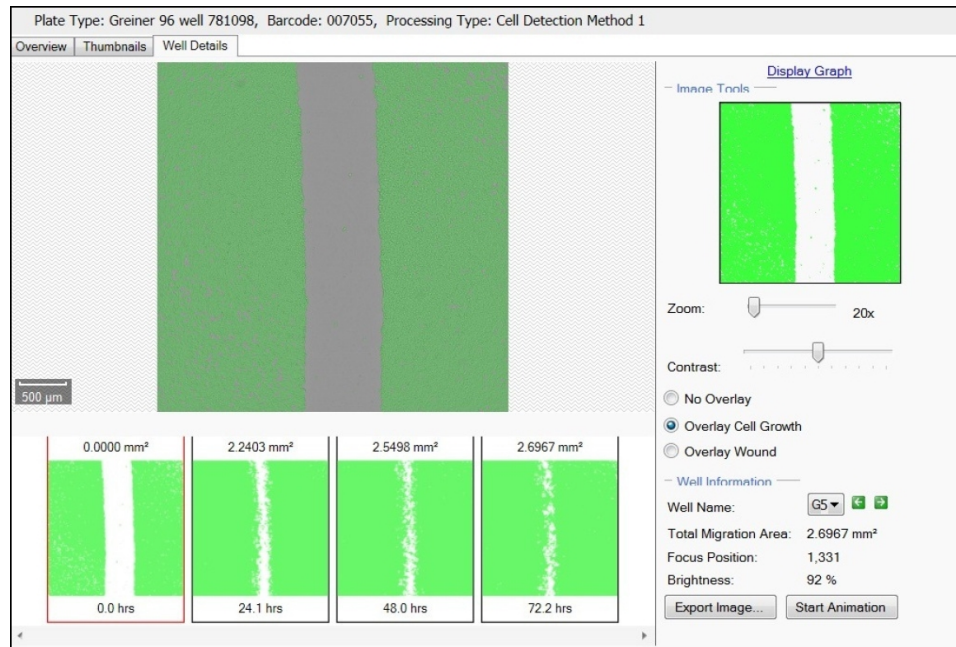 Plate Type: Greiner 96 well 781098, Barcode: 007055, Processing Type: Cell Detection Method 1
Overview Thumbnails Well Details
500 µm
0.0000 mm² 2.2403 mm² 2.5498 mm² 2.6967 mm²
0.0 hrs 24.1 hrs 48.0 hrs 72.2 hrs
Display Graph
Image Tools
Zoom: 20x
Contrast:
No Overlay
Overlay Cell Growth
Overlay Wound
Well Information
Well Name: G5
Total Migration Area: 2.6967 mm²
Focus Position: 1,331
Brightness: 92 %
Export Image... Start Animation